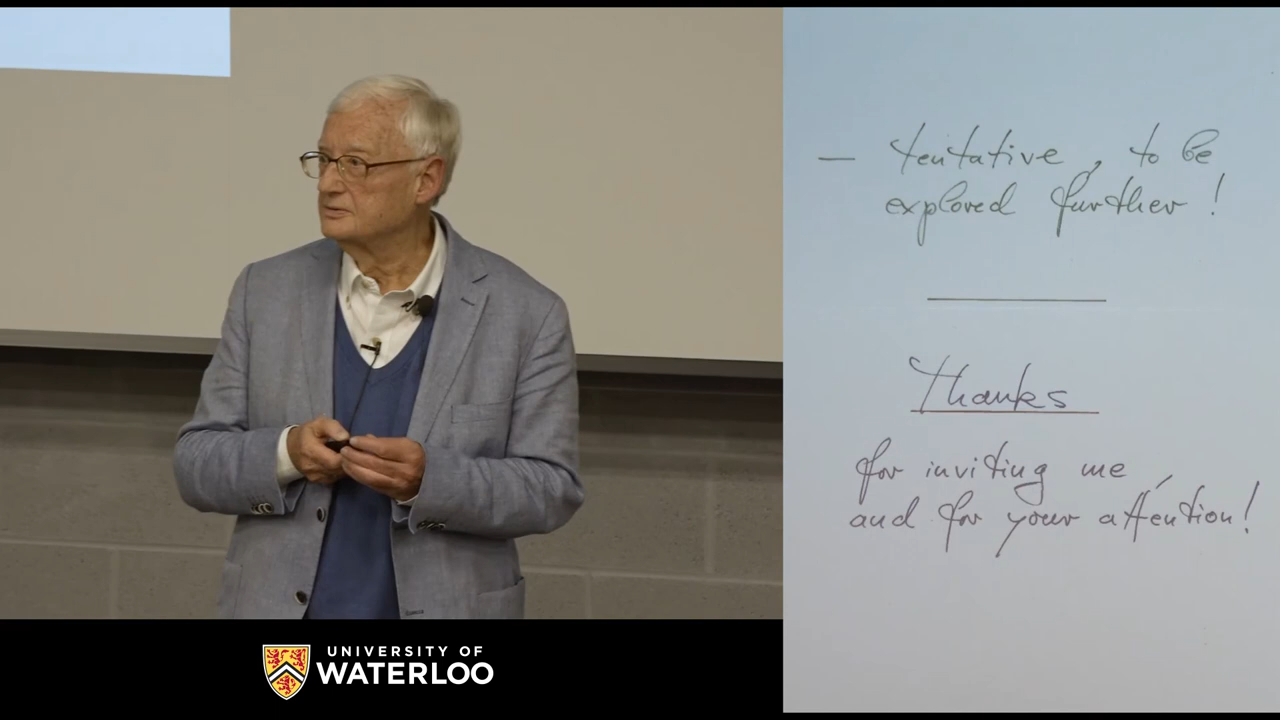 — tentative, to be
explored further!
Thanks
for inviting me
and for your attention!
UNIVERSITY OF
WATERLOO